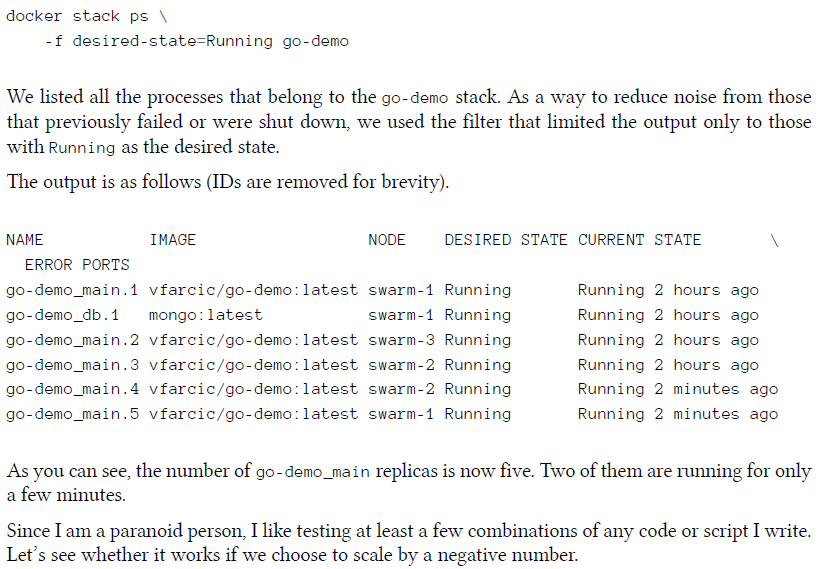 docker stack ps \
    -f desired-state=Running go-demo
We listed all the processes that belong to the go-demo stack. As a way to reduce noise from those
that previously failed or were shut down, we used the filter that limited the output only to those
with Running as the desired state.
The output is as follows (IDs are removed for brevity).
NAME           IMAGE                  NODE    DESIRED STATE CURRENT STATE       \
  ERROR PORTS
go-demo_main.1 vfarcic/go-demo:latest swarm-1 Running       Running 2 hours ago
go-demo_db.1   mongo:latest           swarm-1 Running       Running 2 hours ago
go-demo_main.2 vfarcic/go-demo:latest swarm-3 Running       Running 2 hours ago
go-demo_main.3 vfarcic/go-demo:latest swarm-2 Running       Running 2 hours ago
go-demo_main.4 vfarcic/go-demo:latest swarm-2 Running       Running 2 minutes ago
go-demo_main.5 vfarcic/go-demo:latest swarm-1 Running       Running 2 minutes ago
As you can see, the number of go-demo_main replicas is now five. Two of them are running for only
a few minutes.
Since I am a paranoid person, I like testing at least a few combinations of any code or script I write.
Let's see whether it works if we choose to scale by a negative number.